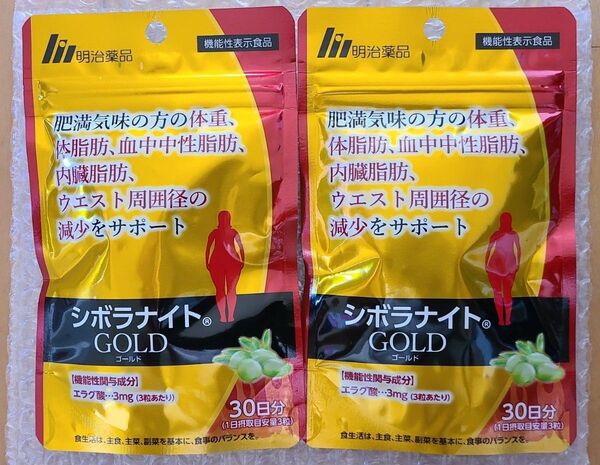 明治薬品
機能性表示食品
肥満気味の方の体重、
体脂肪、血中中性脂肪、
内臓脂肪、
ウエスト周囲径の
減少をサポート
シボラナイト®
GOLD
ゴールド
【機能性関与成分】
エラグ酸…3mg (3粒あたり)
30日分
(1日摂取目安量3粒)
食生活は、主食、主菜、副菜を基本に、食事のバランスを。
明治薬品
機能性表示食品
肥満気味の方の体重、
体脂肪、血中中性脂肪、
内臓脂肪、
ウエスト周囲径の
減少をサポート
シボラナイト®
GOLD
ゴールド
【機能性関与成分】
エラグ酸…3mg (3粒あたり)
30日分
(1日摂取目安量3粒)
食生活は、主食、主菜、副菜を基本に、食事のバランスを。